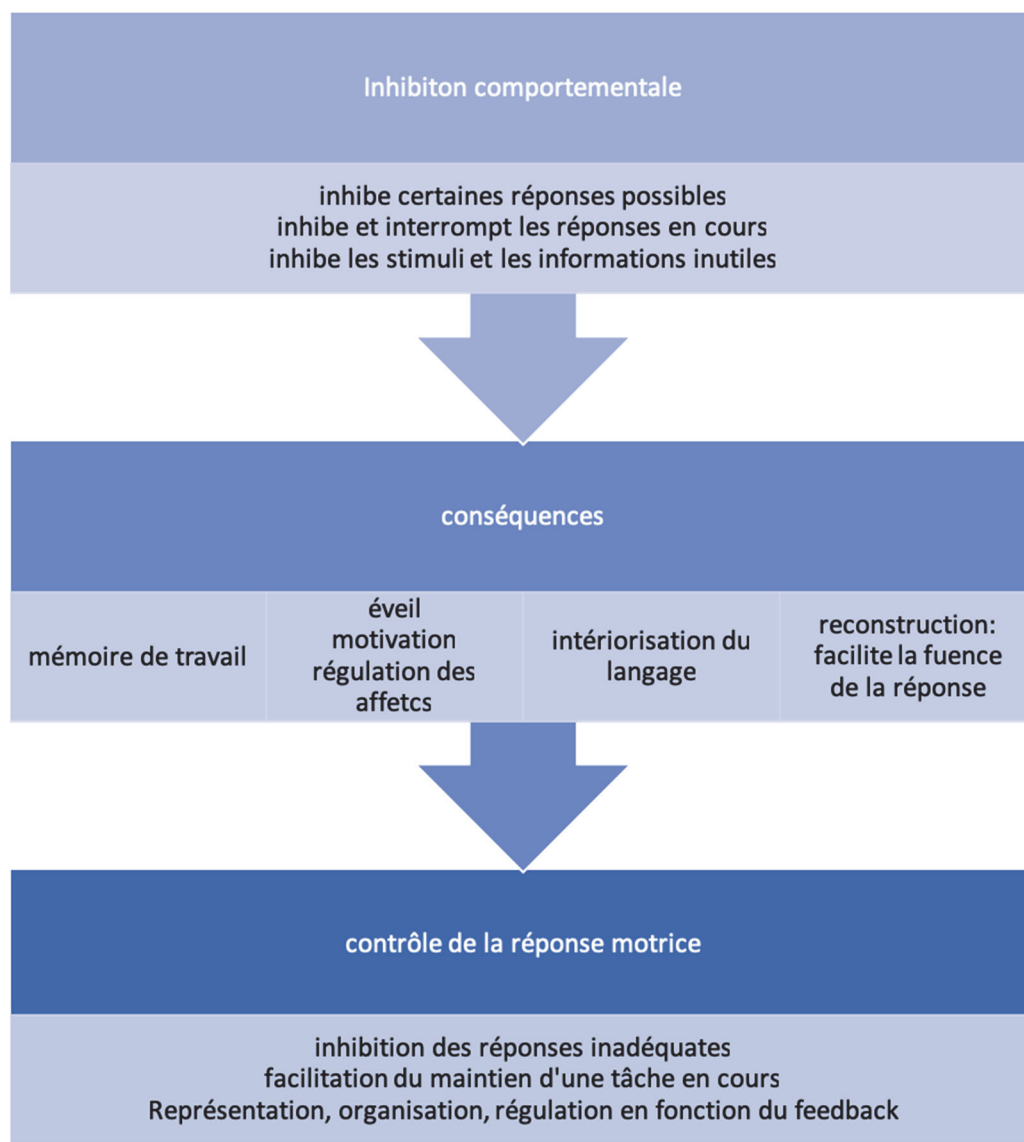 Inhibiton comportementale
inhibe certaines réponses possibles
inhibe et interrompt les réponses en cours
inhibe les stimuli et les informations inutiles
conséquences
mémoire de travail
éveil
motivation
régulation des
affetcs
intériorisation du
langage
reconstruction:
facilite la fuence
de la réponse
contrôle de la réponse motrice
inhibition des réponses inadéquates
facilitation du maintien d'une tâche en cours
Représentation, organisation, régulation en fonction du feedback